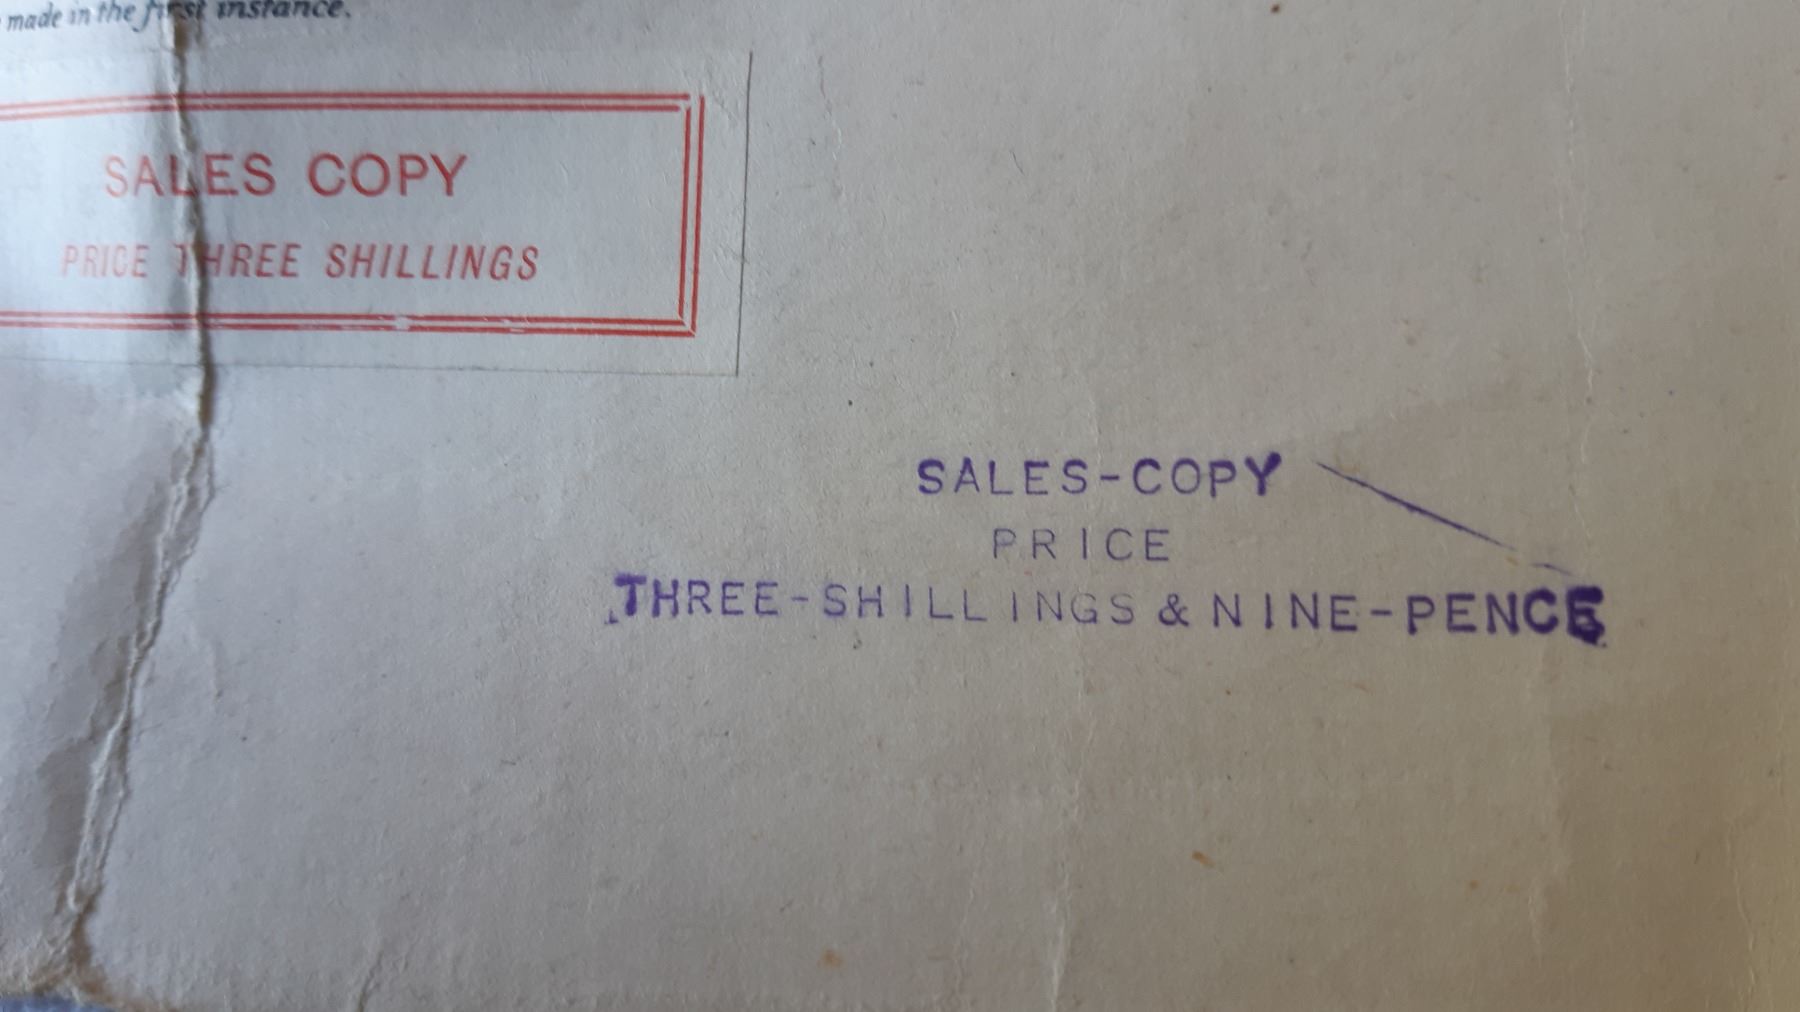 made in the first instance.
SALES COPY
PRICE THREE SHILLINGS
SALES-COPY
PRICE
THREE-SHILLINGS & NINE-PENCE